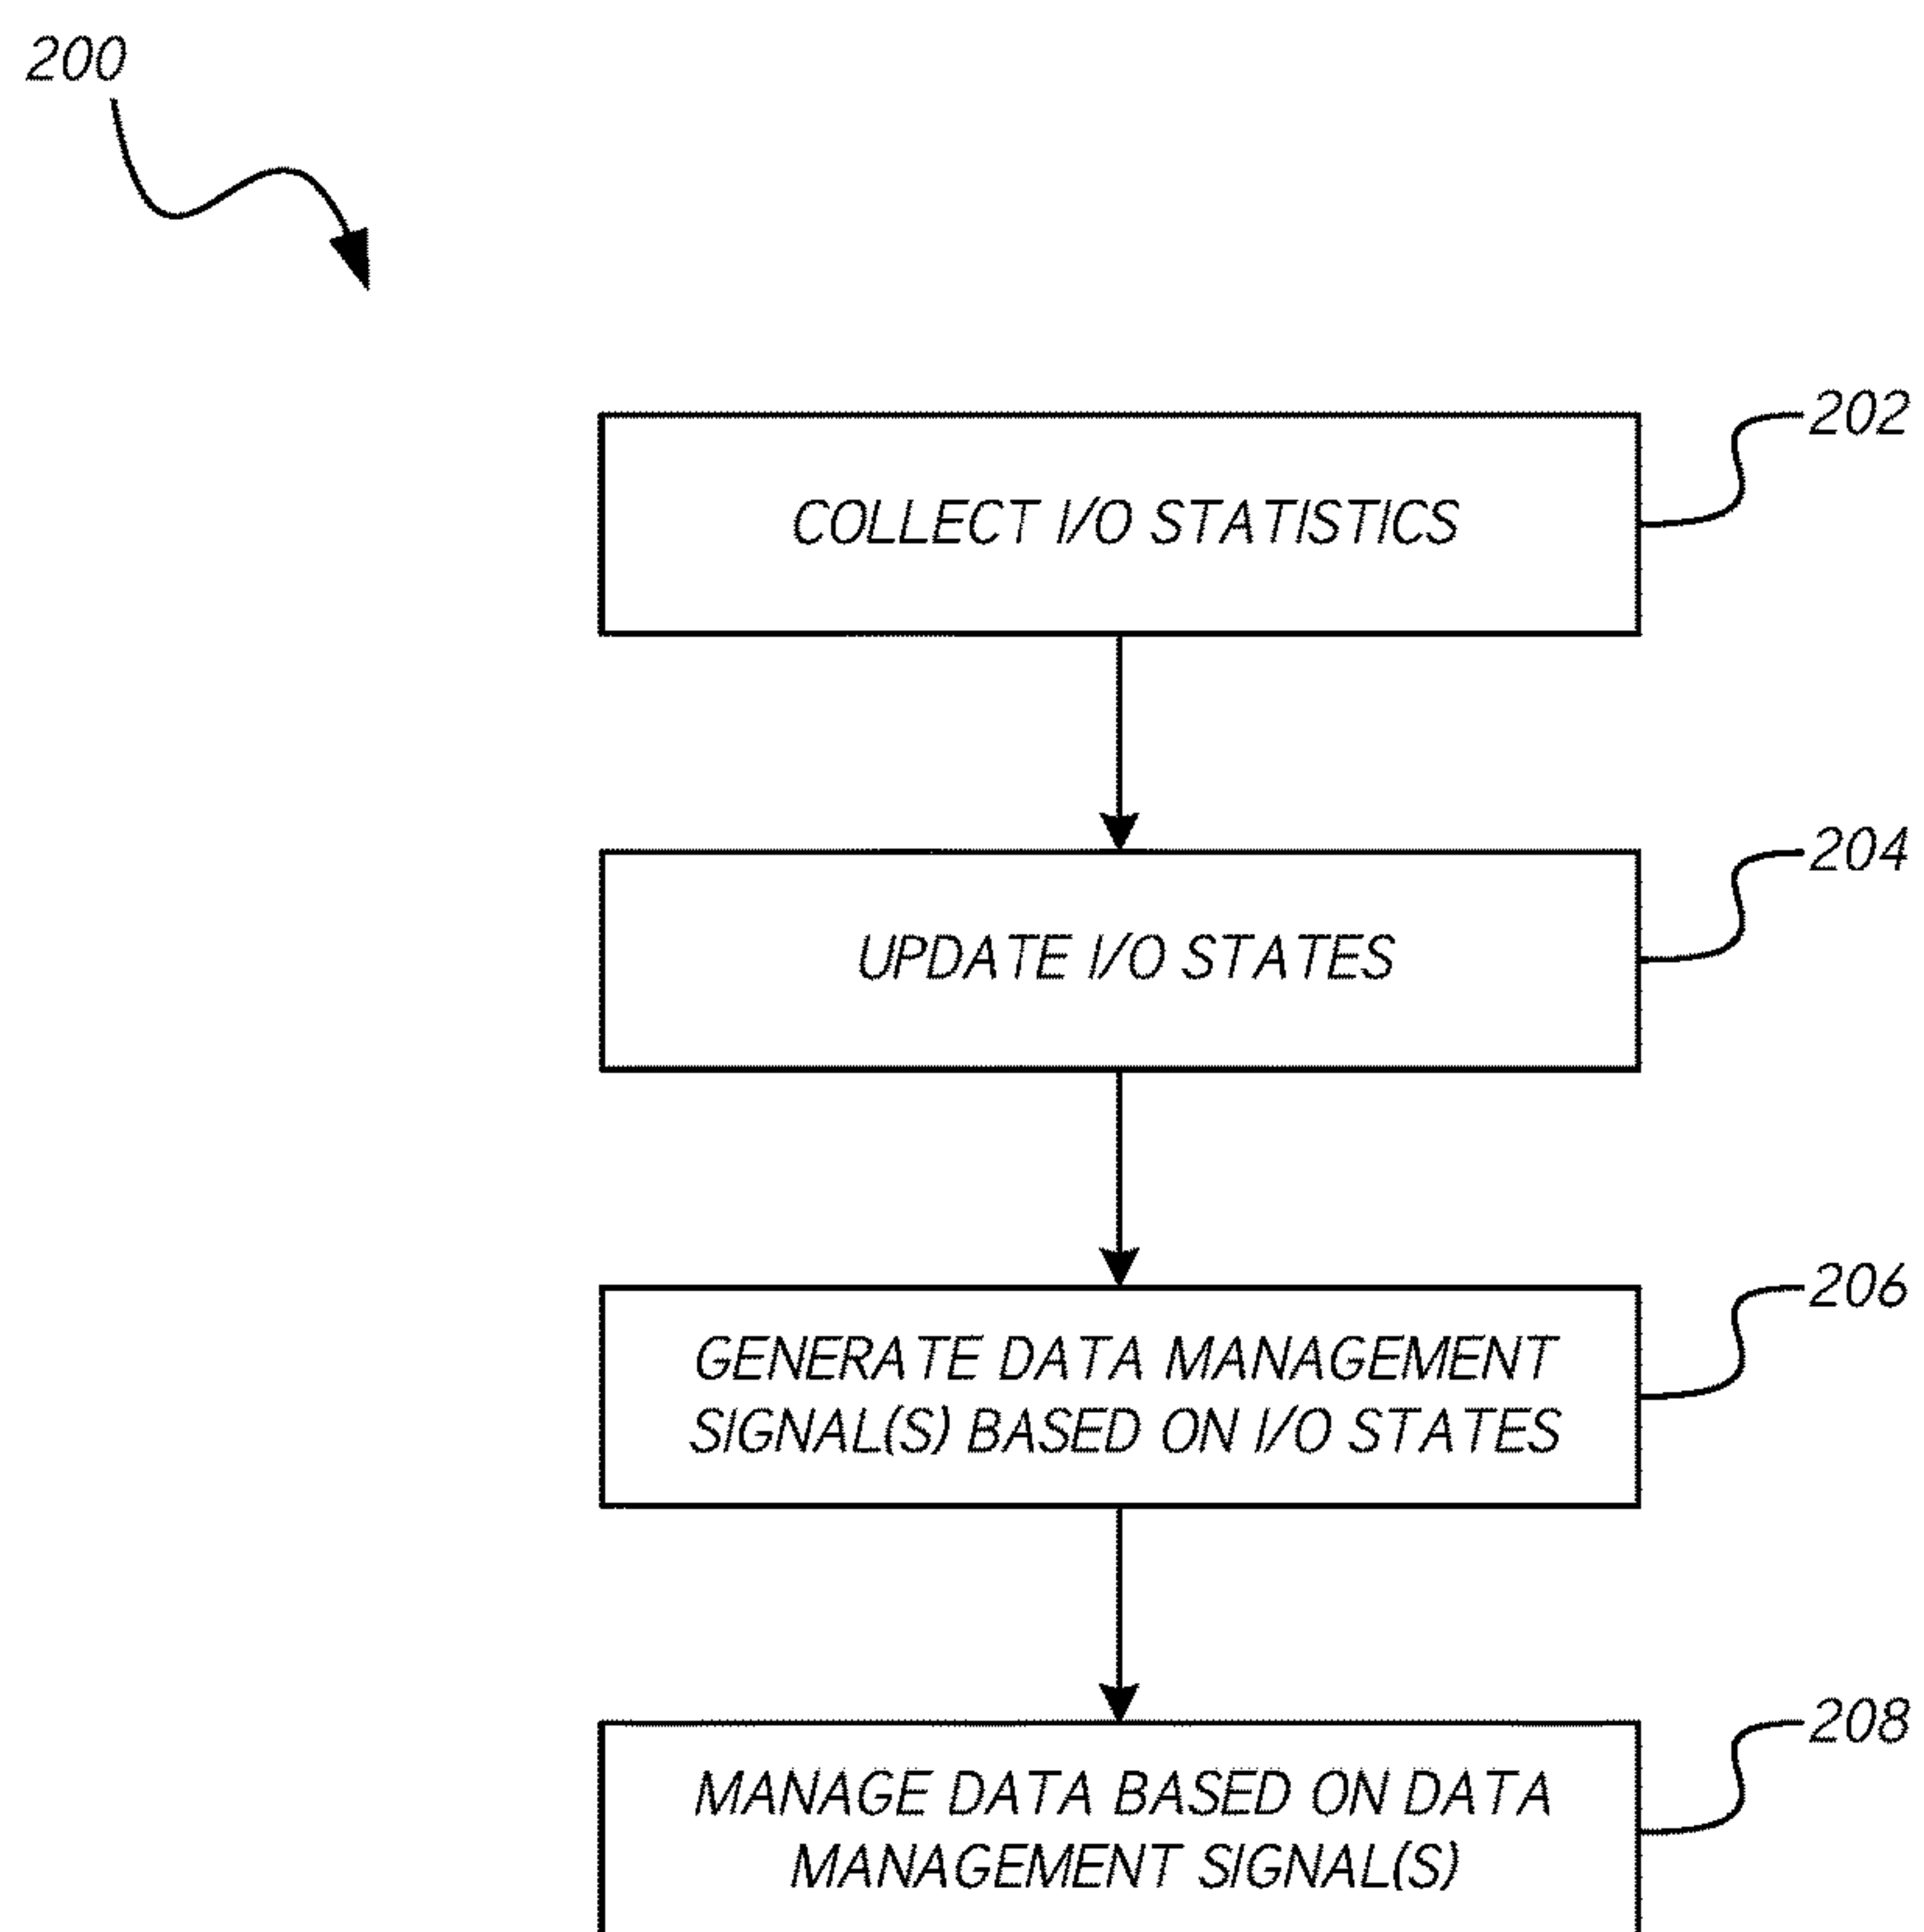 200
202
COLLECT I/O STATISTICS
204
UPDATE I/O STATES
206
GENERATE DATA MANAGEMENT
SIGNAL(S) BASED ON I/O STATES
208
MANAGE DATA BASED ON DATA
MANAGEMENT SIGNAL(S)